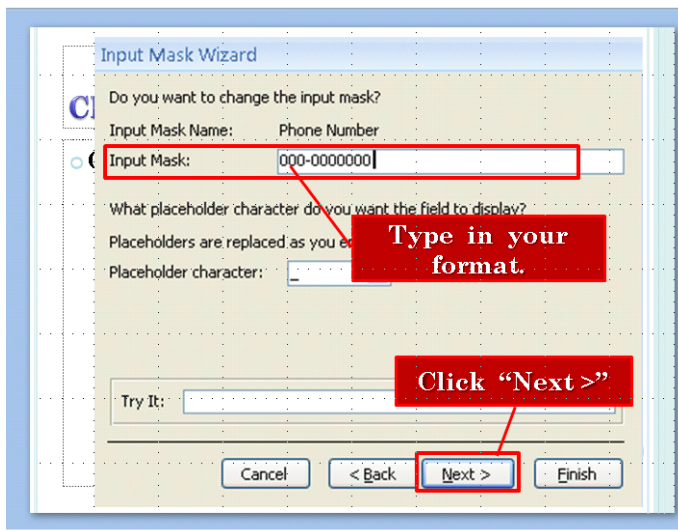 Input Mask Wizard
Do you want to change the input mask?
Input Mask Name: Phone Number
Input Mask: 000-0000000
What placeholder character do you want the field to display?
Placeholders are replaced as you
Type in your
format.
Placeholder character: _
Click “Next >”
Try It:
Cancel < Back Next > Finish